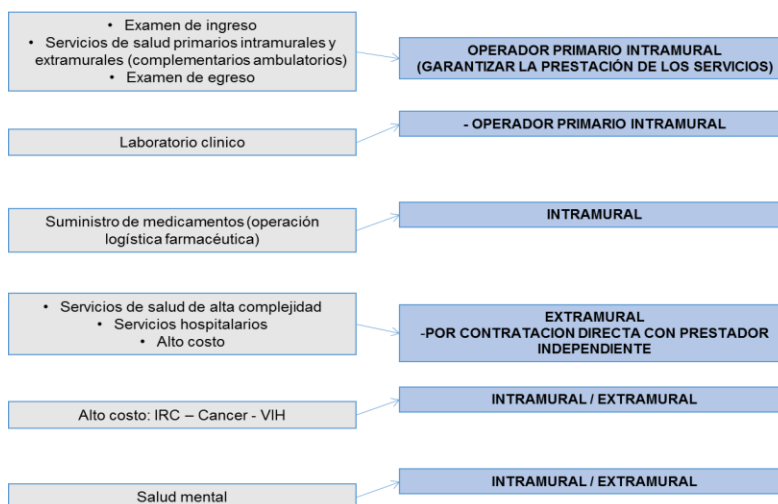 • Examen de ingreso
• Servicios de salud primarios intramurales y
extramurales (complementarios ambulatorios)
• Examen de egreso
OPERADOR PRIMARIO INTRAMURAL
(GARANTIZAR LA PRESTACIÓN DE LOS SERVICIOS)
Laboratorio clinico
- OPERADOR PRIMARIO INTRAMURAL
Suministro de medicamentos (operación
logística farmacéutica)
INTRAMURAL
• Servicios de salud de alta complejidad
• Servicios hospitalarios
• Alto costo
EXTRAMURAL
-POR CONTRATACION DIRECTA CON PRESTADOR
INDEPENDIENTE
Alto costo: IRC – Cancer - VIH
INTRAMURAL / EXTRAMURAL
Salud mental
INTRAMURAL / EXTRAMURAL